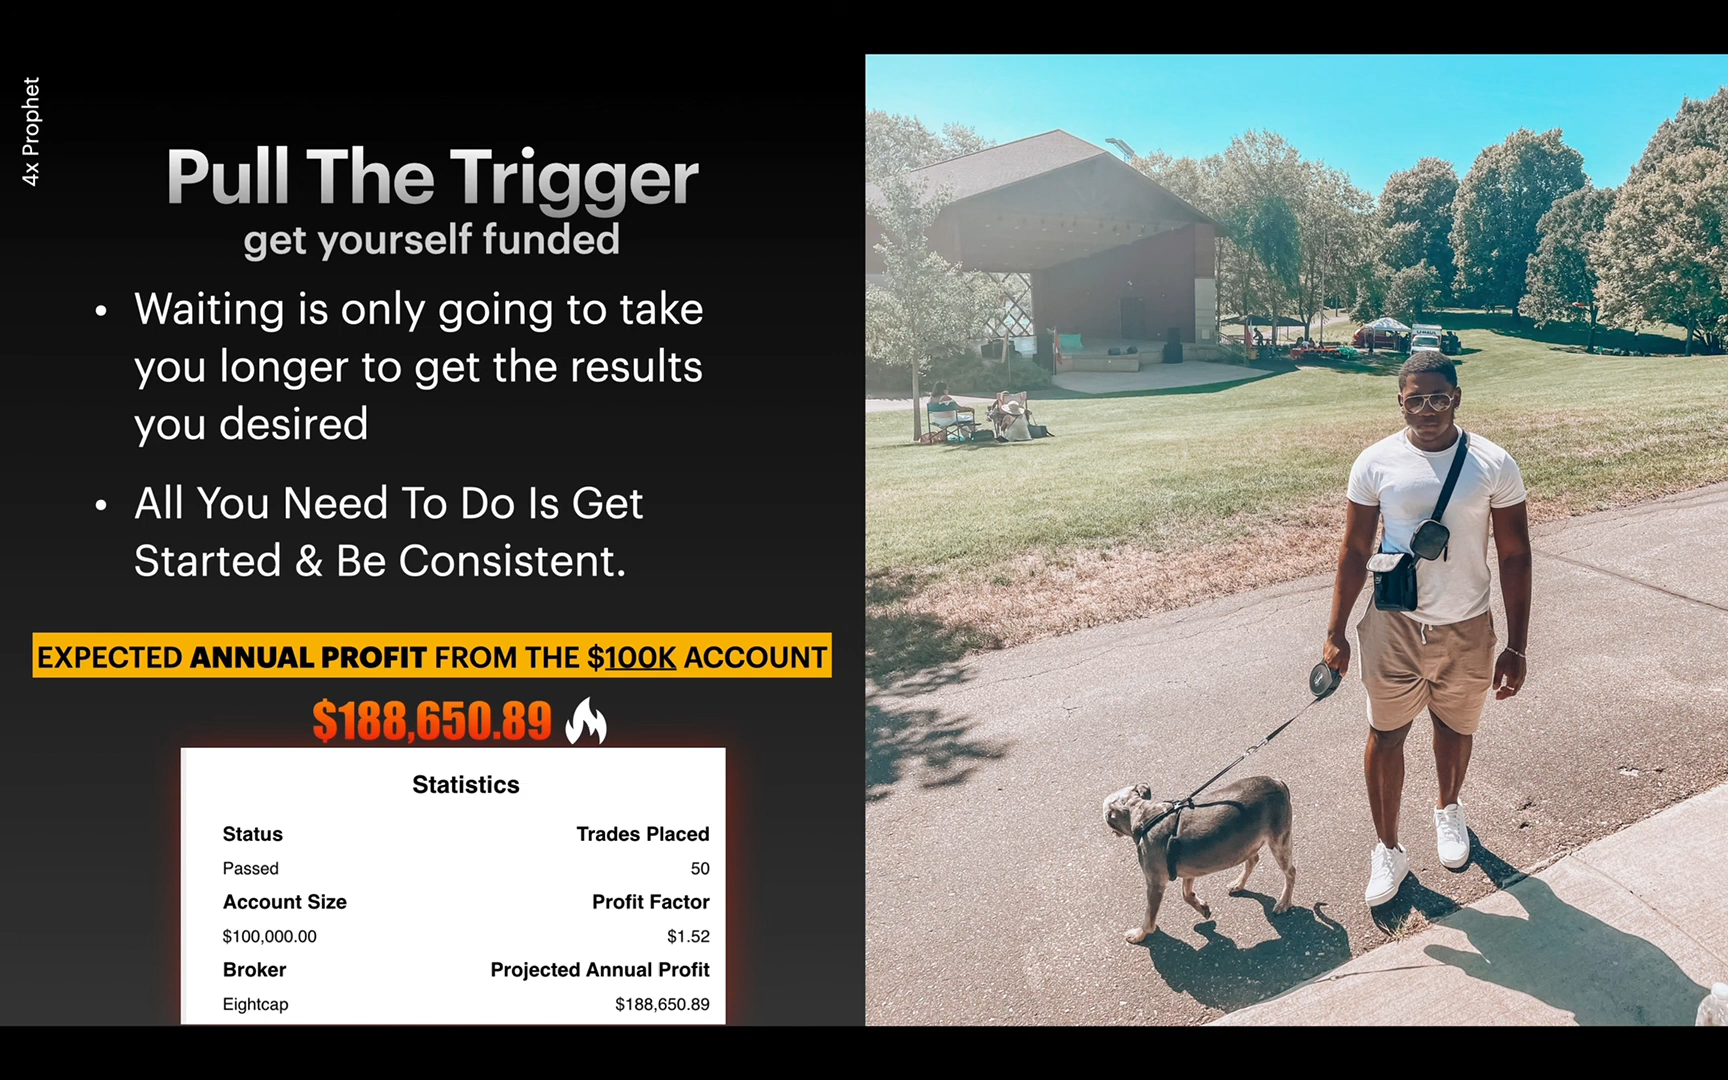 4x Prophet
Pull The Trigger
get yourself funded
• Waiting is only going to take
you longer to get the results
you desired
• All You Need To Do Is Get
Started & Be Consistent.
EXPECTED ANNUAL PROFIT FROM THE $100K ACCOUNT
$188,650.89
Statistics
Status
Trades Placed
Passed
50
Account Size
Profit Factor
$100,000.00
$1.52
Broker
Projected Annual Profit
Eightcap
$188,650.89